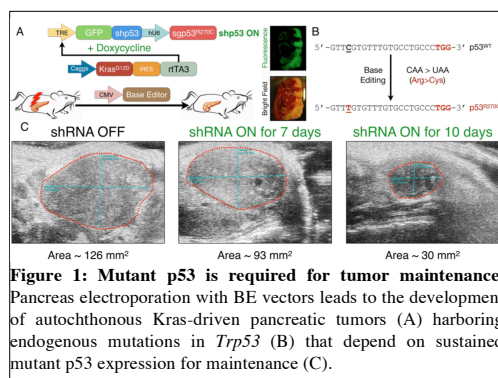 A
TRE GFP shp53 hU6 sgp53R270C shp53 ON
+ Doxycycline
Caggs KrasG12D IRES rtTA3
CMV Base Editor
Fluorescence
Bright Field
B
5′-GTTCGTGTTTGTGCCTGCCCTGG-3′ p53WT
Base Editing
CAA > UAA
(Arg>Cys)
5′-GTTTGTGTTTGTGCCTGCCCTGG-3′ p53R270C
C
shRNA OFF
shRNA ON for 7 days
shRNA ON for 10 days
Area ~ 126 mm²
Area ~ 93 mm²
Area ~ 30 mm²
Figure 1: Mutant p53 is required for tumor maintenance
Pancreas electroporation with BE vectors leads to the developmen
of autochthonous Kras-driven pancreatic tumors (A) harboring
endogenous mutations in Trp53 (B) that depend on sustained
mutant p53 expression for maintenance (C).